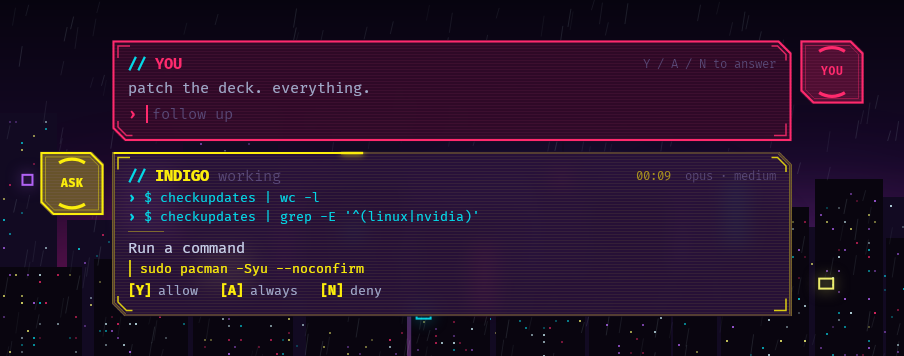 // YOU
Y / A / N to answer
YOU
patch the deck. everything.
› follow up
ASK
// INDIGO working
00:09 opus · medium
› $ checkupdates | wc -l
› $ checkupdates | grep -E '^(linux|nvidia)'
Run a command
sudo pacman -Syu --noconfirm
[Y] allow [A] always [N] deny